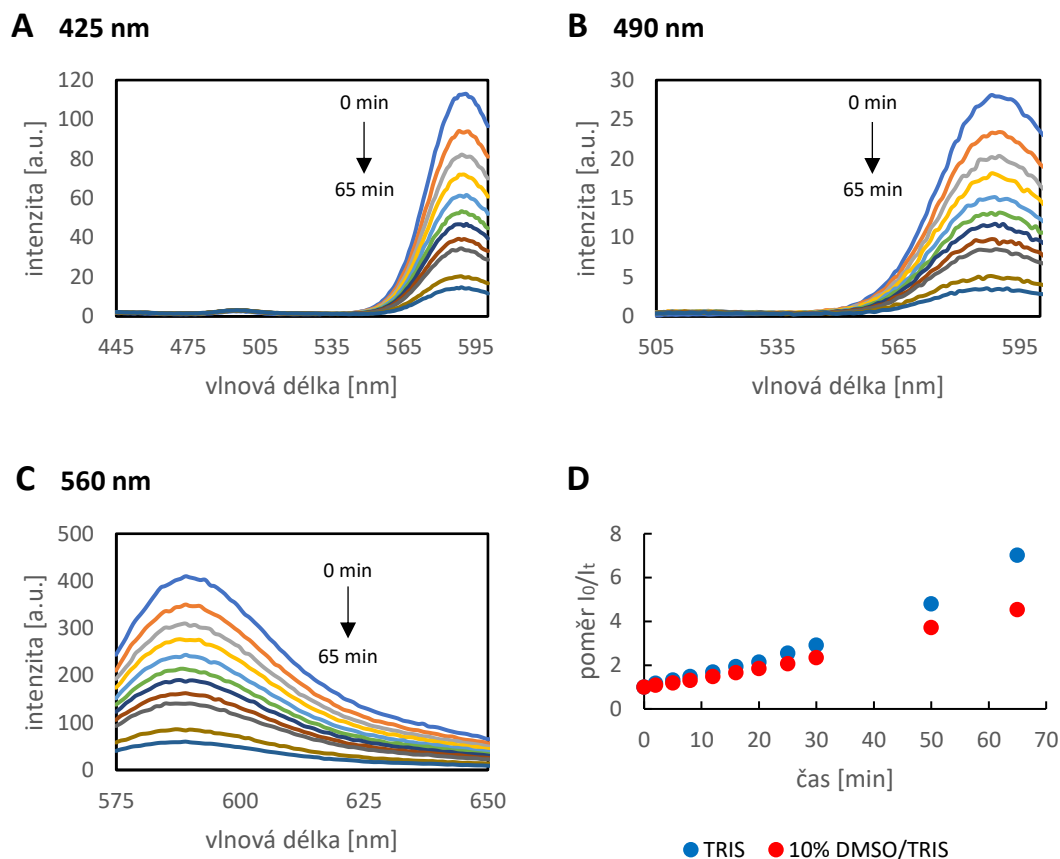 A 425 nm
120
100
80
60
40
20
0
intenzita [a.u.]
0 min
65 min
445 475 505 535 565 595
vlnová délka [nm]
B 490 nm
30
25
20
15
10
5
0
intenzita [a.u.]
0 min
65 min
505 535 565 595
vlnová délka [nm]
C 560 nm
500
400
300
200
100
0
intenzita [a.u.]
0 min
65 min
575 600 625 650
vlnová délka [nm]
D
8
6
4
2
0
poměr I0/It
0 10 20 30 40 50 60 70
čas [min]
TRIS 10% DMSO/TRIS